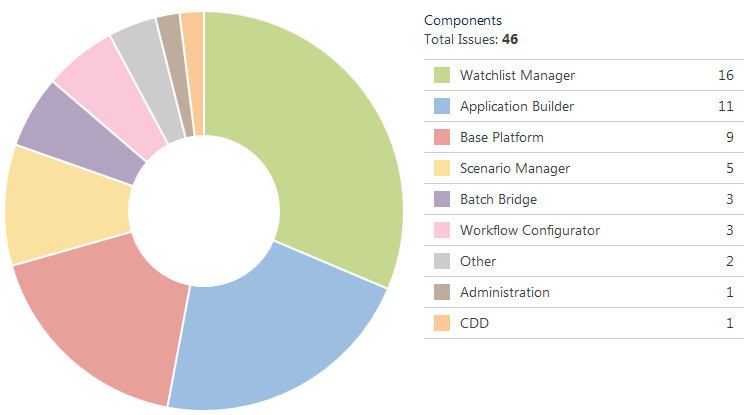 Components
Total Issues: 46
Watchlist Manager 16
Application Builder 11
Base Platform 9
Scenario Manager 5
Batch Bridge 3
Workflow Configurator 3
Other 2
Administration 1
CDD 1